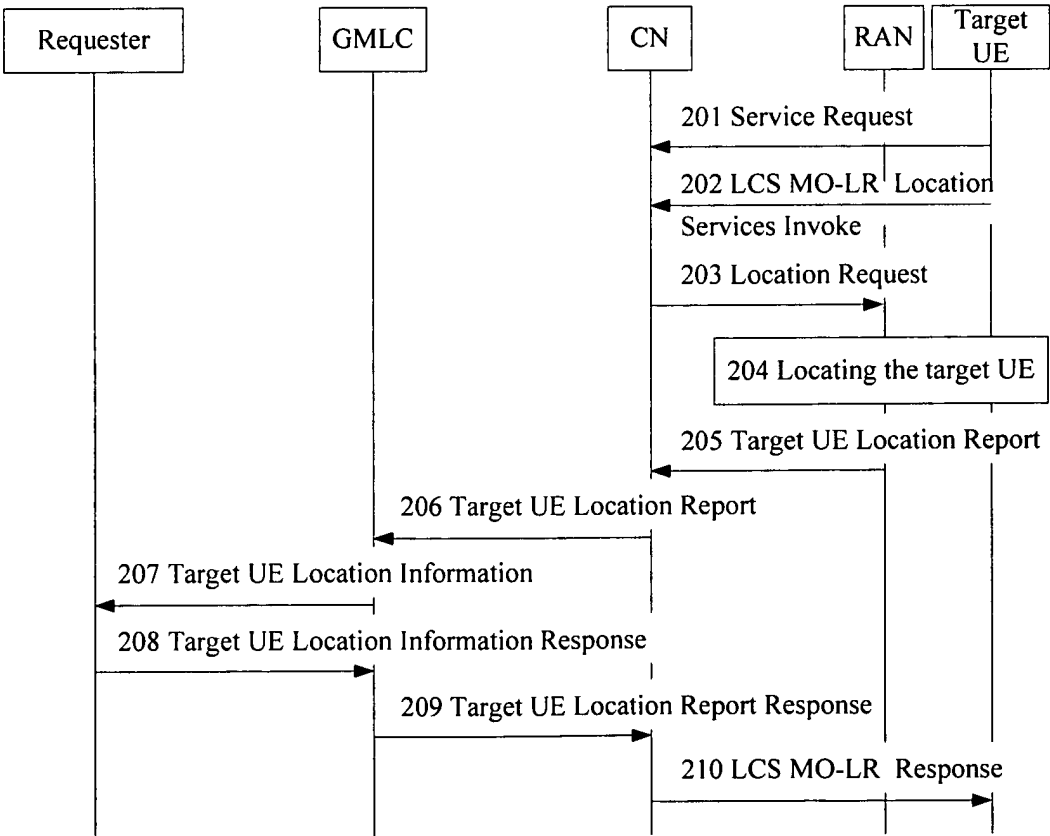 Requester
GMLC
CN
RAN
Target
UE
201 Service Request
202 LCS MO-LR Location
Services Invoke
203 Location Request
204 Locating the target UE
205 Target UE Location Report
206 Target UE Location Report
207 Target UE Location Information
208 Target UE Location Information Response
209 Target UE Location Report Response
210 LCS MO-LR Response